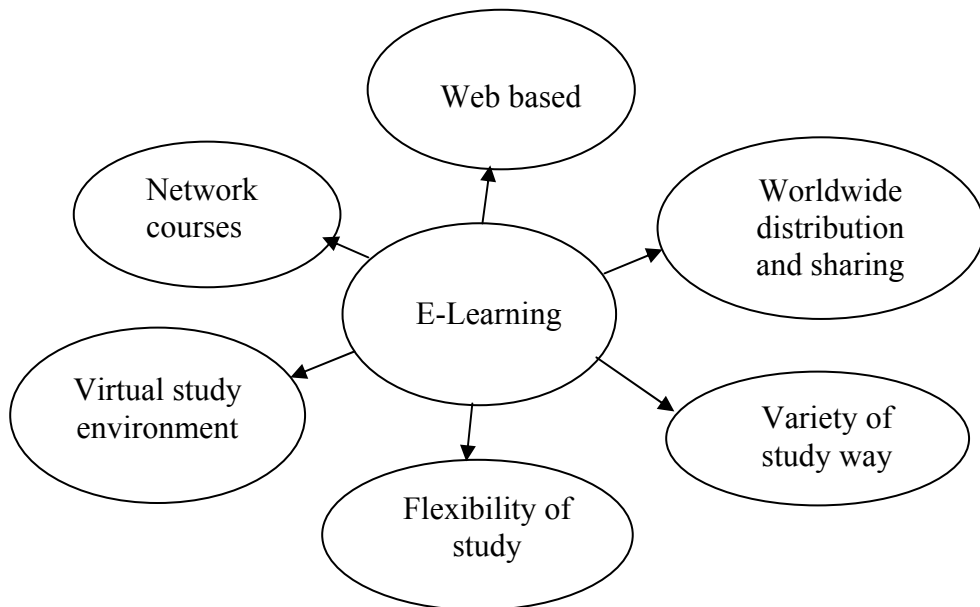 Web based
Network
courses
Worldwide
distribution
and sharing
E-Learning
Virtual study
environment
Variety of
study way
Flexibility of
study